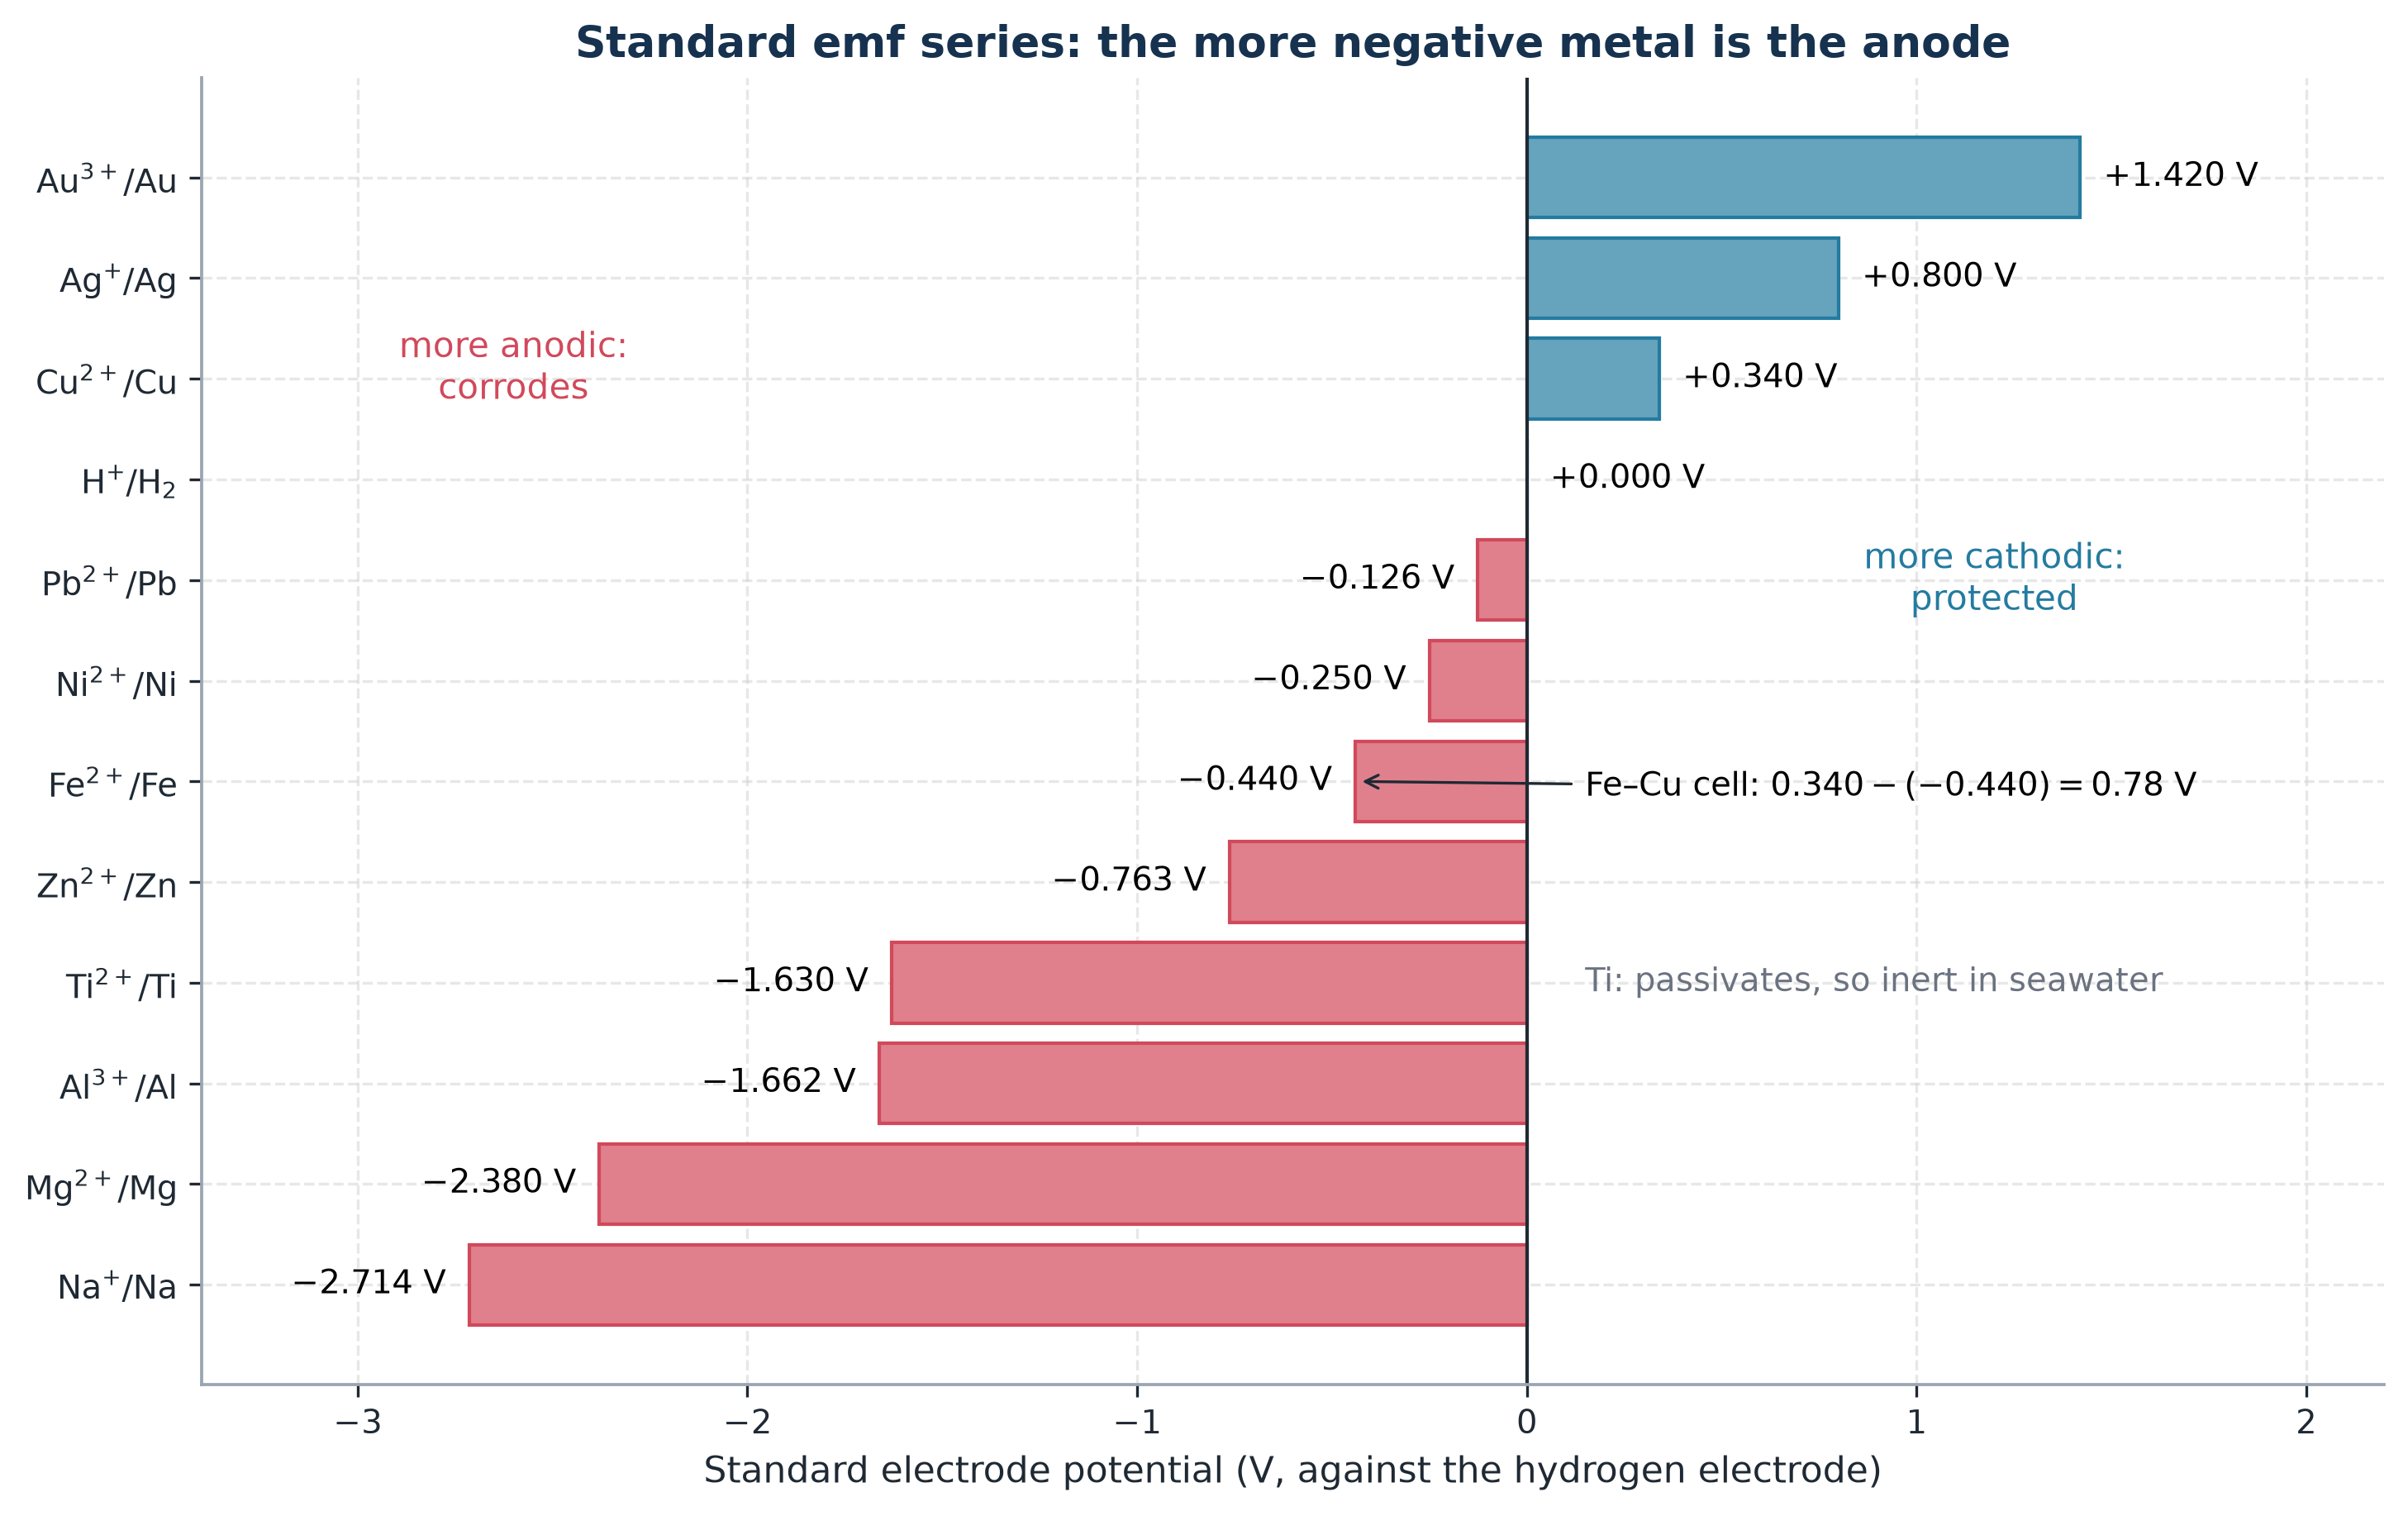 Standard emf series: the more negative metal is the anode
Au³⁺/Au
+1.420 V
Ag⁺/Ag
+0.800 V
more anodic:
corrodes
Cu²⁺/Cu
+0.340 V
H⁺/H₂
+0.000 V
Pb²⁺/Pb
−0.126 V
more cathodic:
protected
Ni²⁺/Ni
−0.250 V
Fe²⁺/Fe
−0.440 V
Fe–Cu cell: 0.340 − (−0.440) = 0.78 V
Zn²⁺/Zn
−0.763 V
Ti²⁺/Ti
−1.630 V
Ti: passivates, so inert in seawater
Al³⁺/Al
−1.662 V
Mg²⁺/Mg
−2.380 V
Na⁺/Na
−2.714 V
−3
−2
−1
0
1
2
Standard electrode potential (V, against the hydrogen electrode)